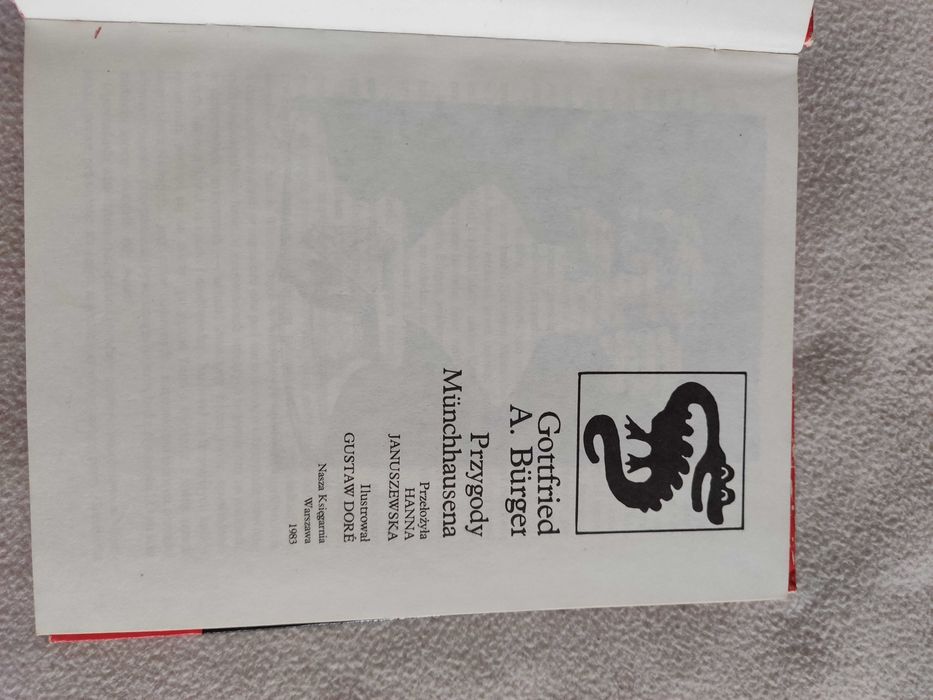 Gottfried
A. Bürger
Przygody
Münchhausena
Przełożyła
HANNA
JANUSZEWSKA
Ilustrował
GUSTAW DORÉ
Nasza Księgarnia
Warszawa
1983